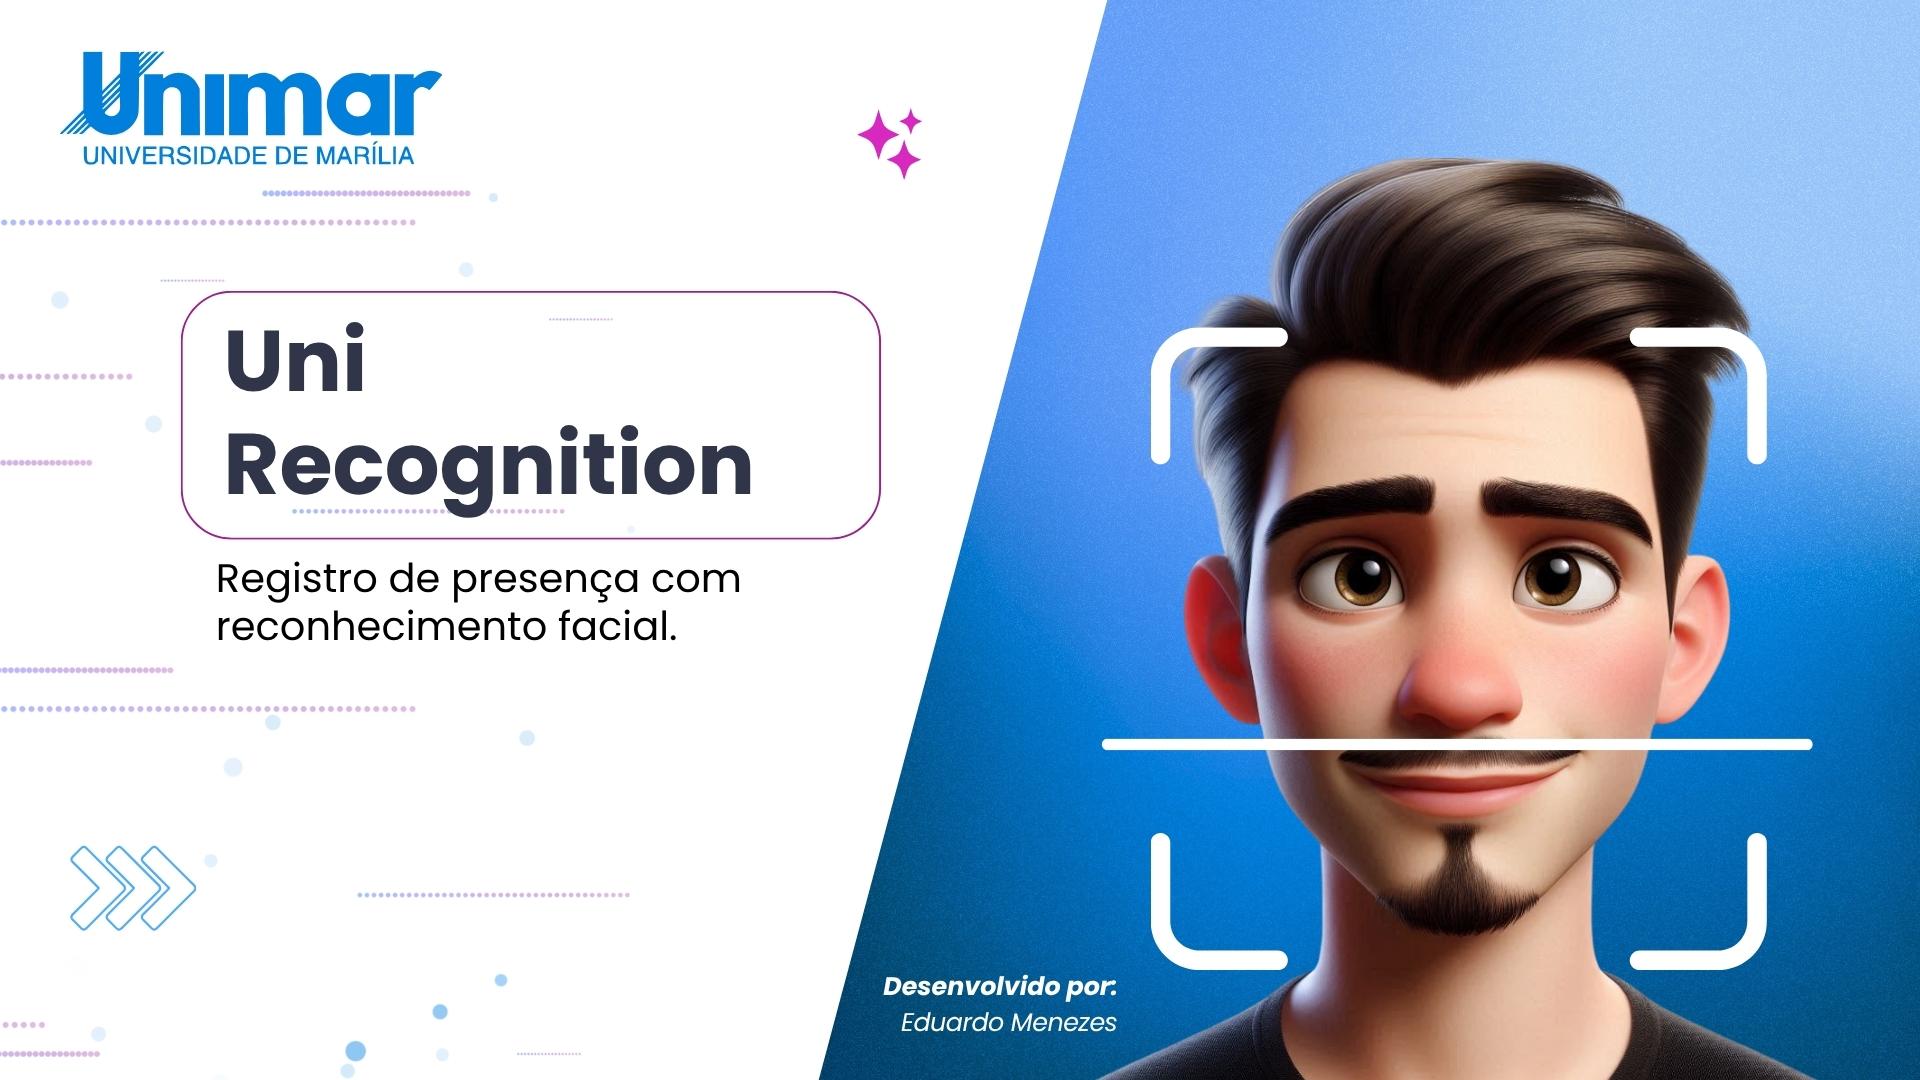 Unimar
UNIVERSIDADE DE MARÍLIA
Uni
Recognition
Registro de presença com
reconhecimento facial.
Desenvolvido por:
Eduardo Menezes